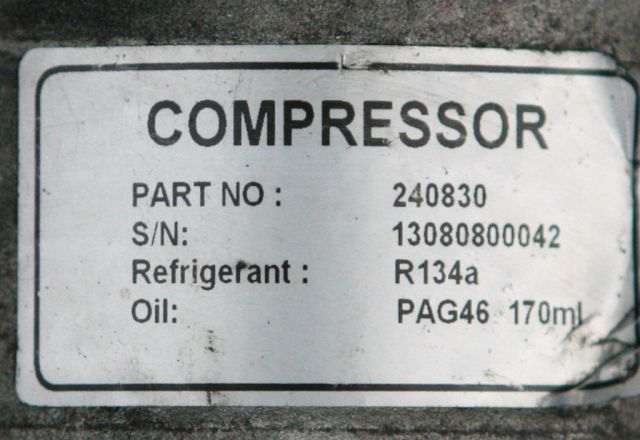 COMPRESSOR
PART NO : 240830
S/N: 13080800042
Refrigerant : R134a
Oil: PAG46 170ml